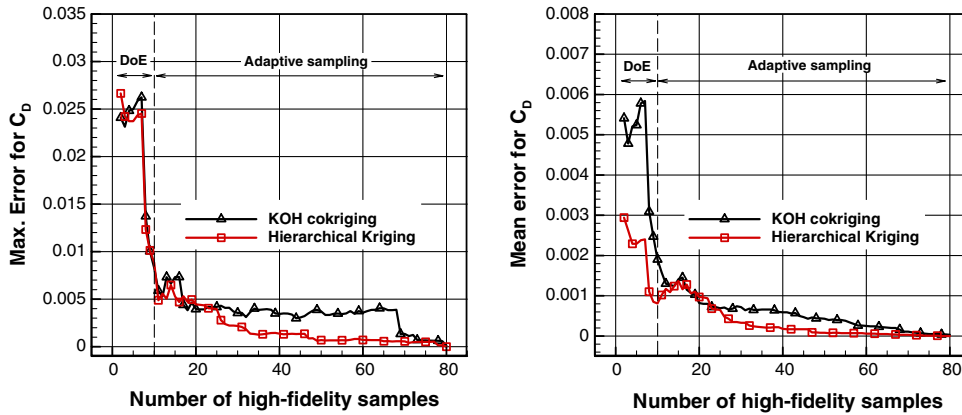 0.035
0.03
0.025
0.02
0.015
0.01
0.005
0
Max. Error for C_D
DoE
Adaptive sampling
KOH cokriging
Hierarchical Kriging
0 20 40 60 80
Number of high-fidelity samples
0.008
0.007
0.006
0.005
0.004
0.003
0.002
0.001
0
Mean error for C_D
DoE
Adaptive sampling
KOH cokriging
Hierarchical Kriging
0 20 40 60 80
Number of high-fidelity samples